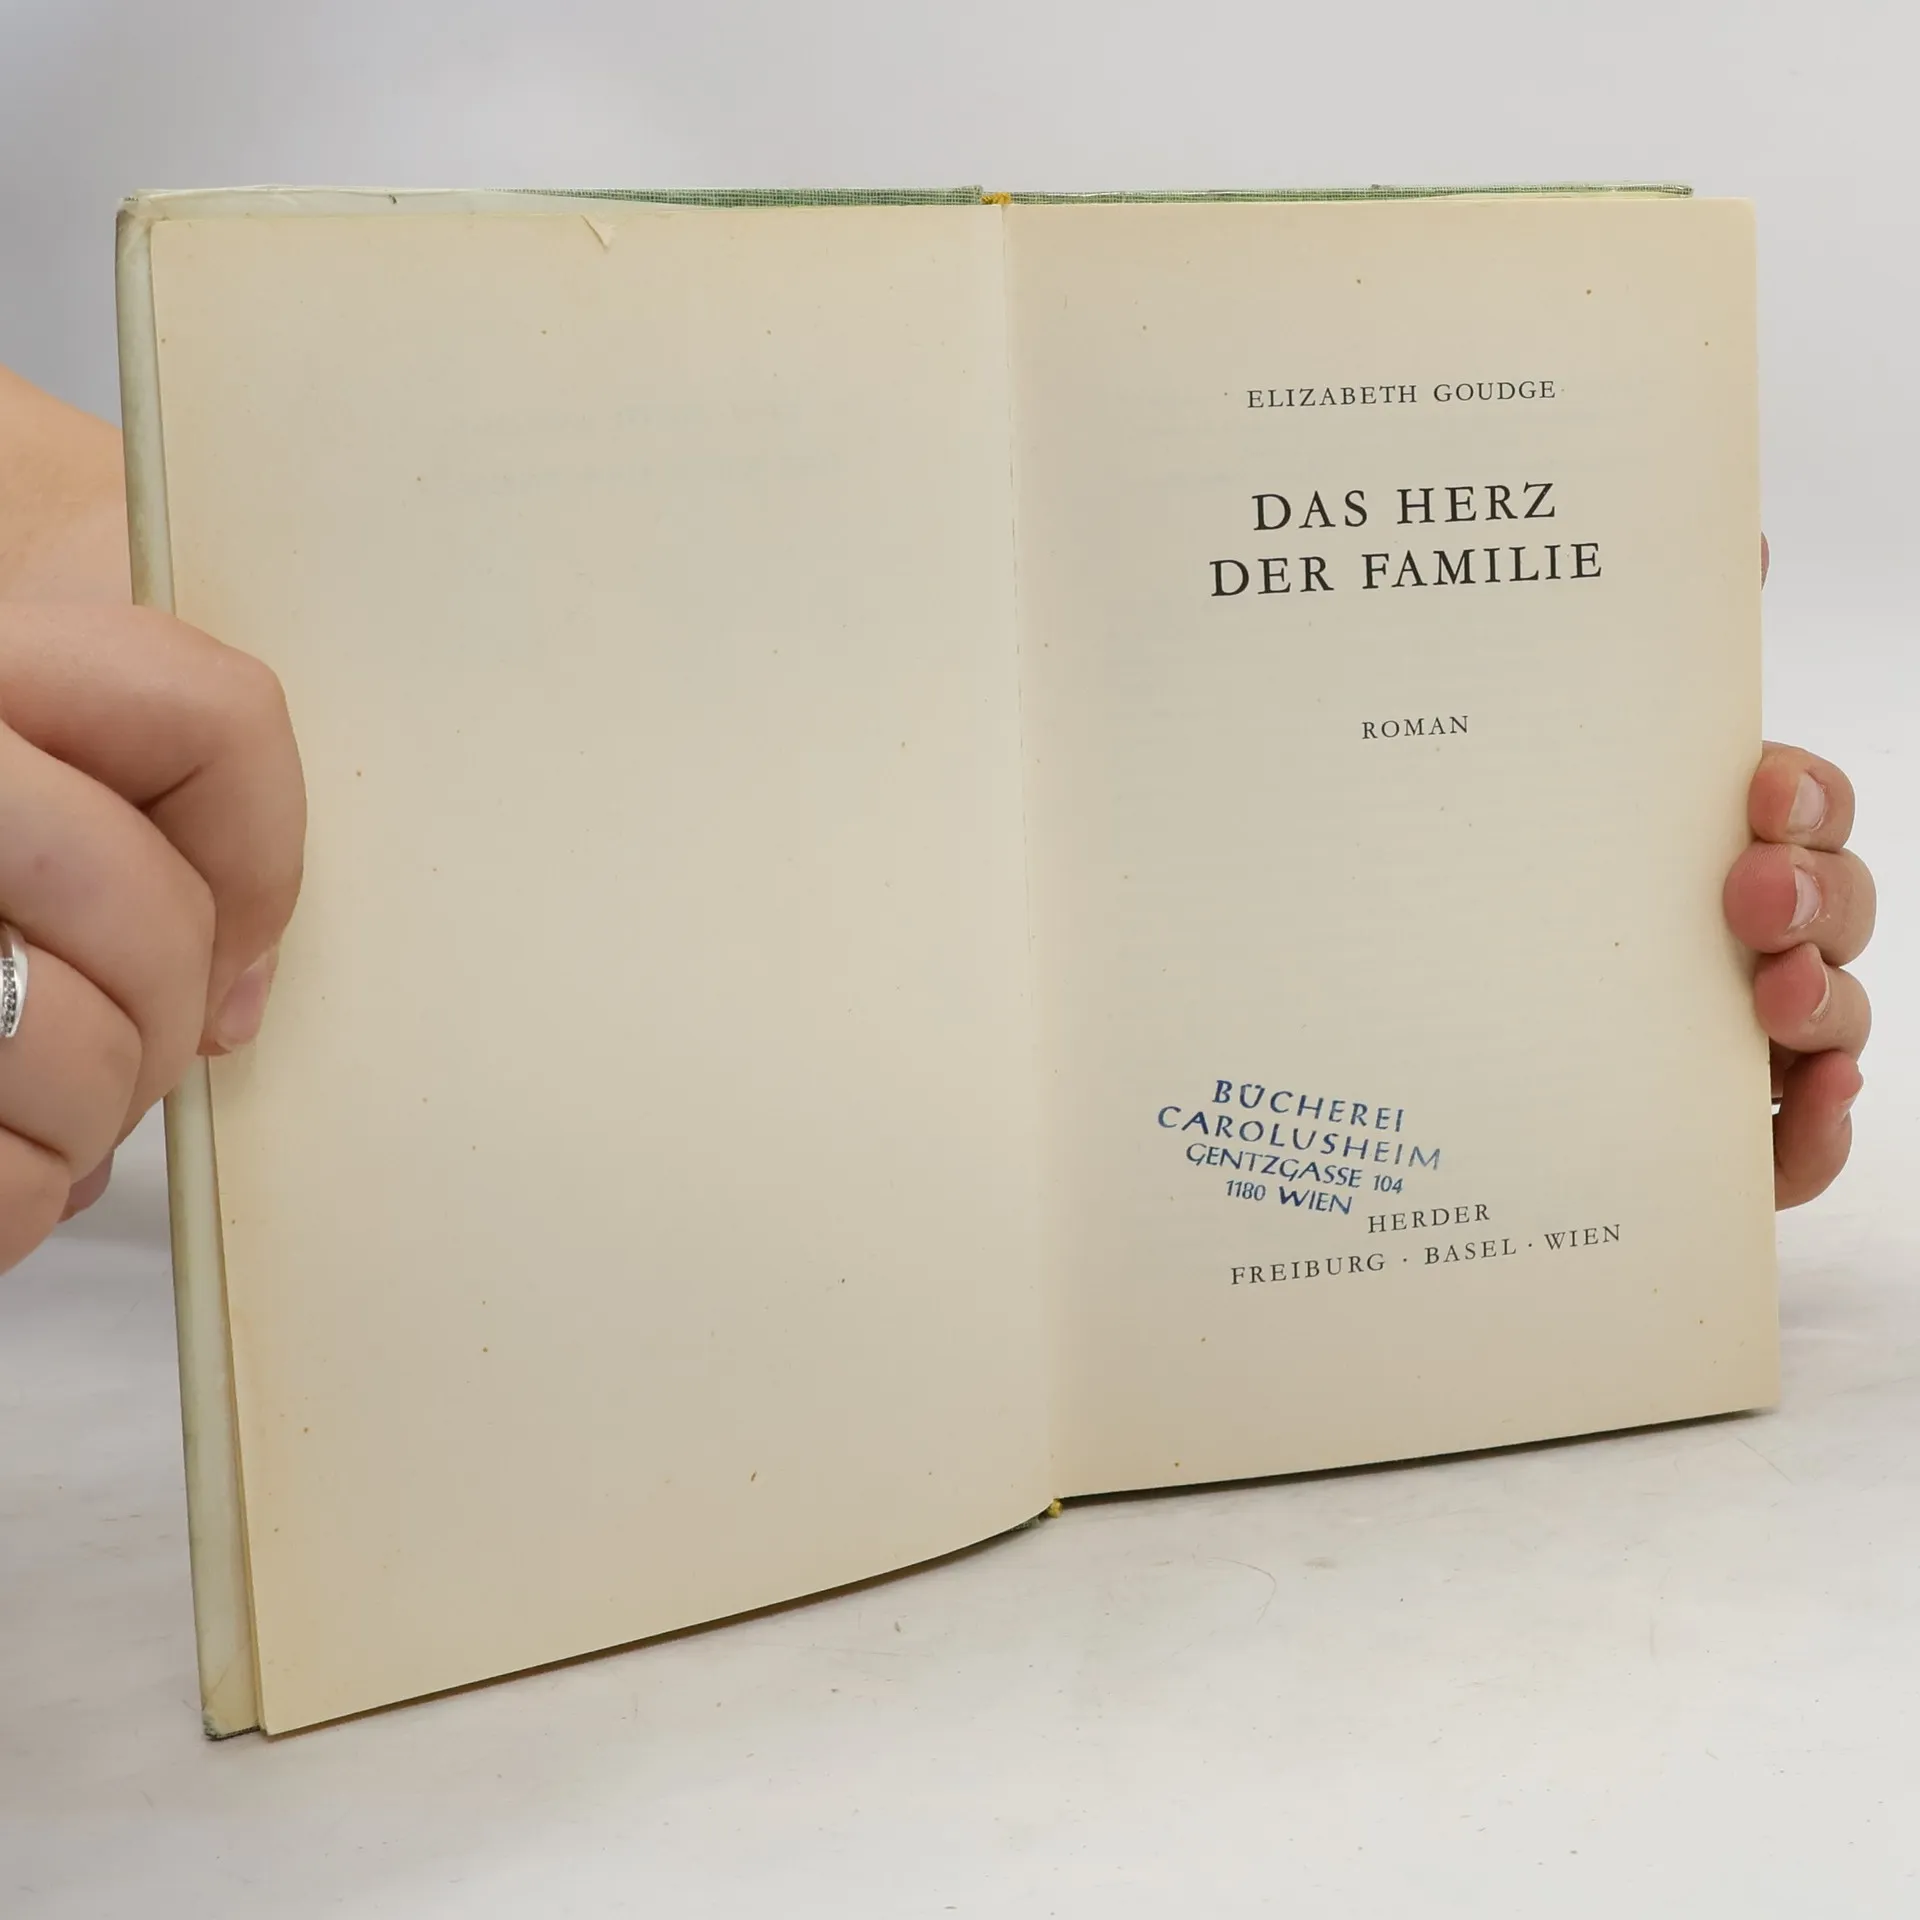 ELIZABETH GOUDGE
DAS HERZ
DER FAMILIE
ROMAN
BÜCHEREI
CAROLUSHEIM
GENTZGASSE 104
1180 WIEN
HERDER
FREIBURG · BASEL · WIEN